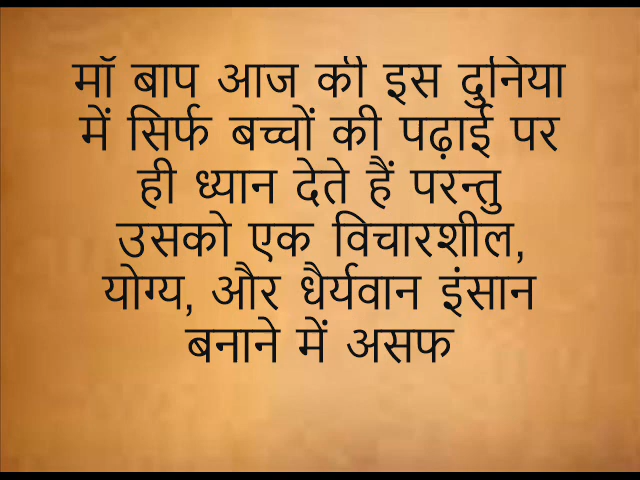 मॉ बाप आज की इस दुनिया
में सिर्फ बच्चों की पढ़ाई पर
ही ध्यान देते हैं परन्तु
उसको एक विचारशील,
योग्य, और धैर्यवान इंसान
बनाने में असफ